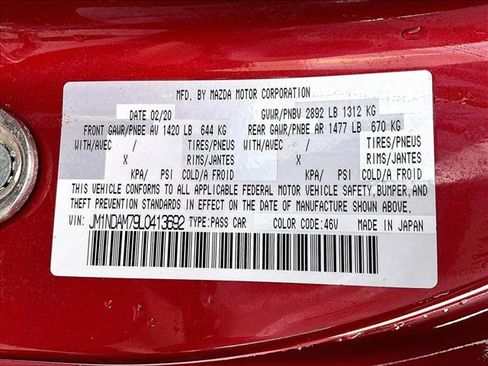 MFD. BY MAZDA MOTOR CORPORATION
DATE 02/20 GVWR/PNBV 2892 LB 1312 KG
FRONT GAWR/PNBE AV 1420 LB 644 KG REAR GAWR/PNBE AR 1477 LB 670 KG
WITH/AVEC / TIRES/PNEUS WITH/AVEC / TIRES/PNEUS
X RIMS/JANTES X RIMS/JANTES
KPA/ PSI COLD/A FROID KPA/ PSI COLD/A FROID
THIS VEHICLE CONFORMS TO ALL APPLICABLE FEDERAL MOTOR VEHICLE SAFETY, BUMPER, AND
THEFT PREVENTION STANDARDS IN EFFECT ON THE DATE OF MANUFACTURE SHOWN ABOVE.
VIN: JM1NDAM79L0413692 TYPE:PASS CAR COLOR CODE:46V MADE IN JAPAN